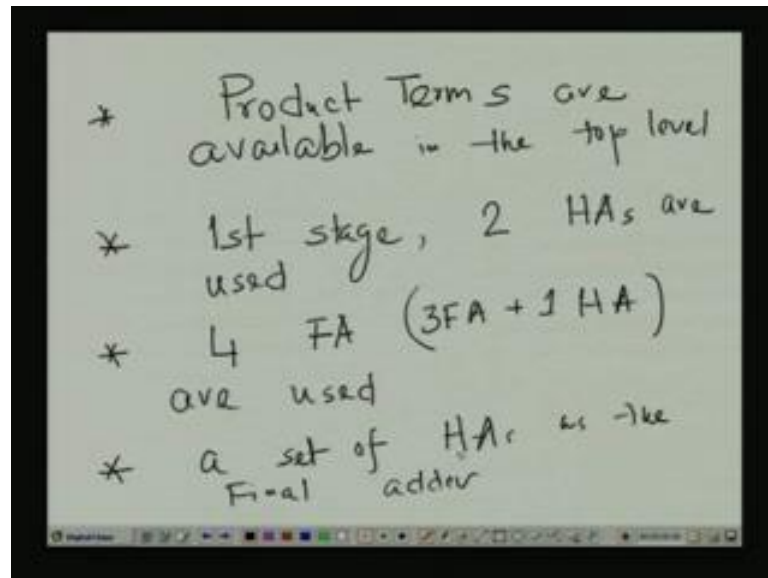 * Product Terms are
available in the top level
* 1st stage, 2 HAs are
used
* 4 FA (3FA + 1 HA)
are used
* a set of HAs as the
Final adder